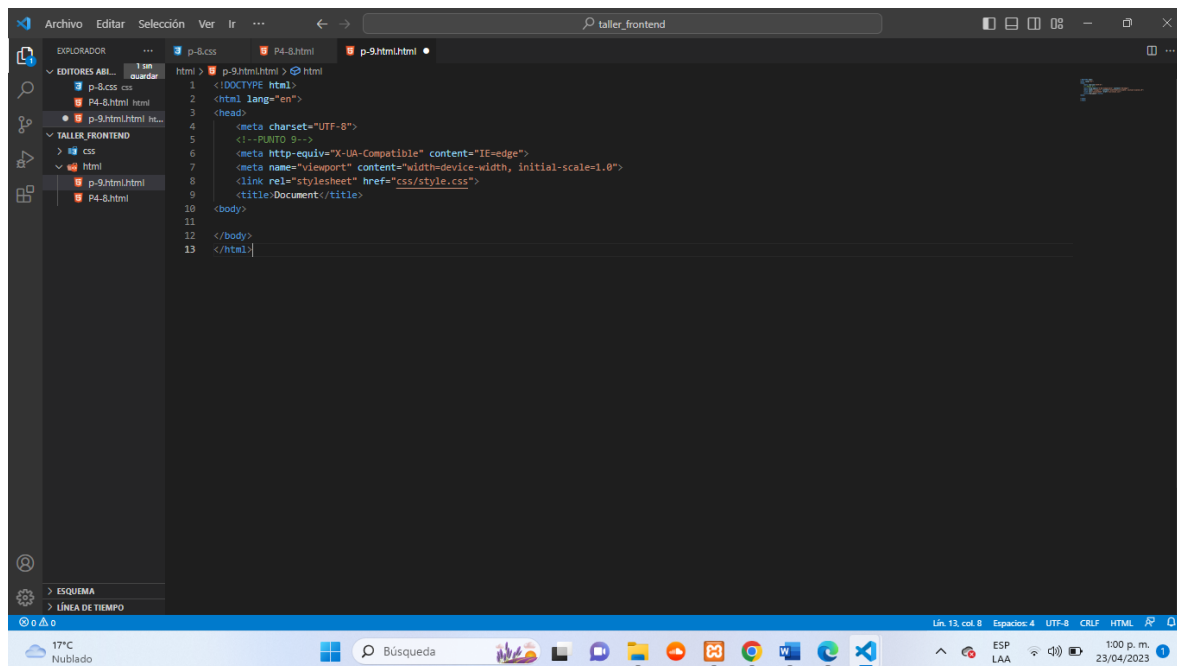 Archivo Editar Selección Ver Ir ··· taller_frontend
EXPLORADOR ··· p-8.css P4-8.html p-9.html.html
EDITORES ABI... 1 sin guardar
p-8.css css
P4-8.html html
p-9.html.html ht...
TALLER_FRONTEND
css
html
p-9.html.html
P4-8.html
html > p-9.html.html > html
1 <!DOCTYPE html>
2 <html lang="en">
3 <head>
4 <meta charset="UTF-8">
5 <!--PUNTO 9-->
6 <meta http-equiv="X-UA-Compatible" content="IE=edge">
7 <meta name="viewport" content="width=device-width, initial-scale=1.0">
8 <link rel="stylesheet" href="css/style.css">
9 <title>Document</title>
10 <body>
11
12 </body>
13 </html>
ESQUEMA
LÍNEA DE TIEMPO
0 0 Lín. 13, col. 8 Espacios: 4 UTF-8 CRLF HTML
17°C
Nublado
Búsqueda
ESP
LAA
1:00 p. m.
23/04/2023
1